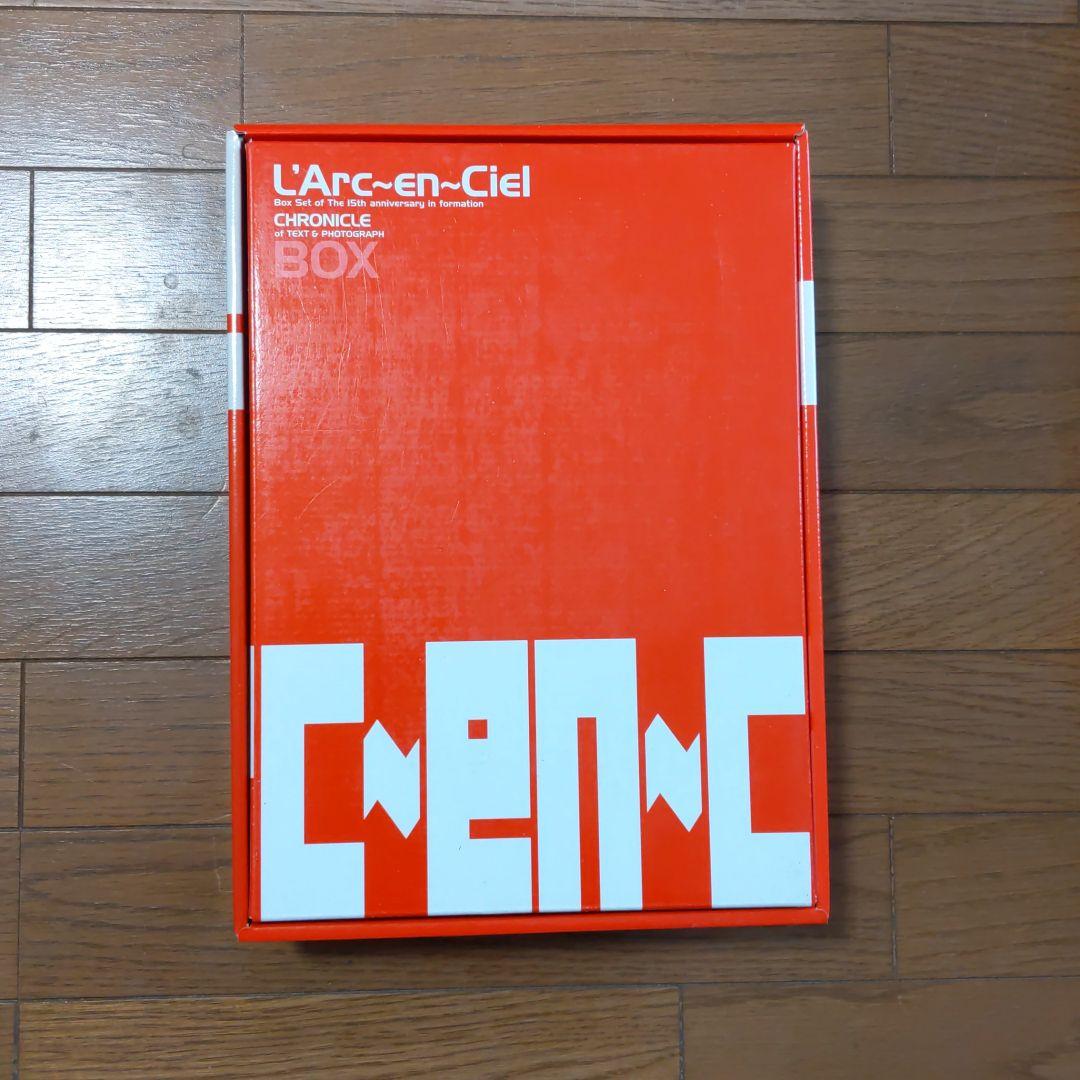 L'Arc~en~Ciel
Box Set of The 15th anniversary in formation
CHRONICLE
of TEXT & PHOTOGRAPH
BOX
C~en~C